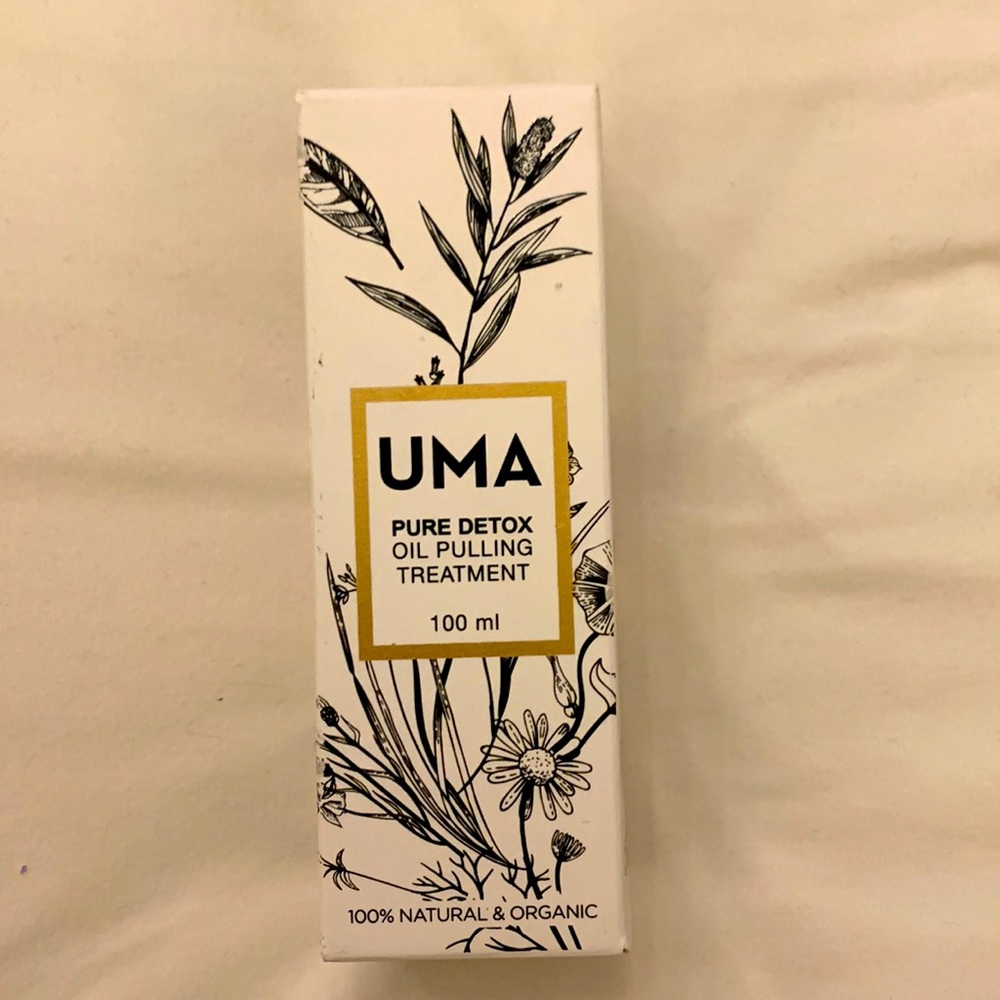 UMA
PURE DETOX
OIL PULLING
TREATMENT
100 ml
100% NATURAL & ORGANIC